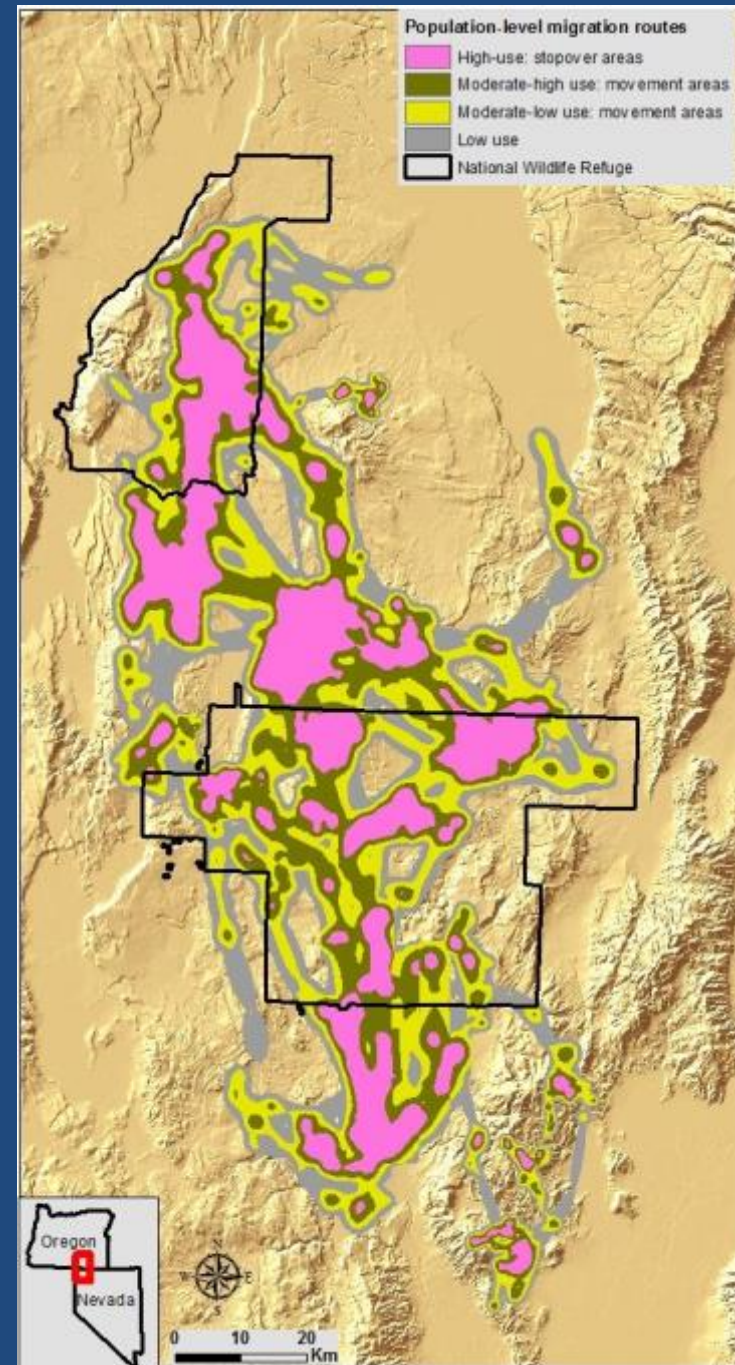 Population-level migration routes
High-use: stopover areas
Moderate-high use: movement areas
Moderate-low use: movement areas
Low use
National Wildlife Refuge
Oregon
Nevada
N
W E
S
0 10 20
Km